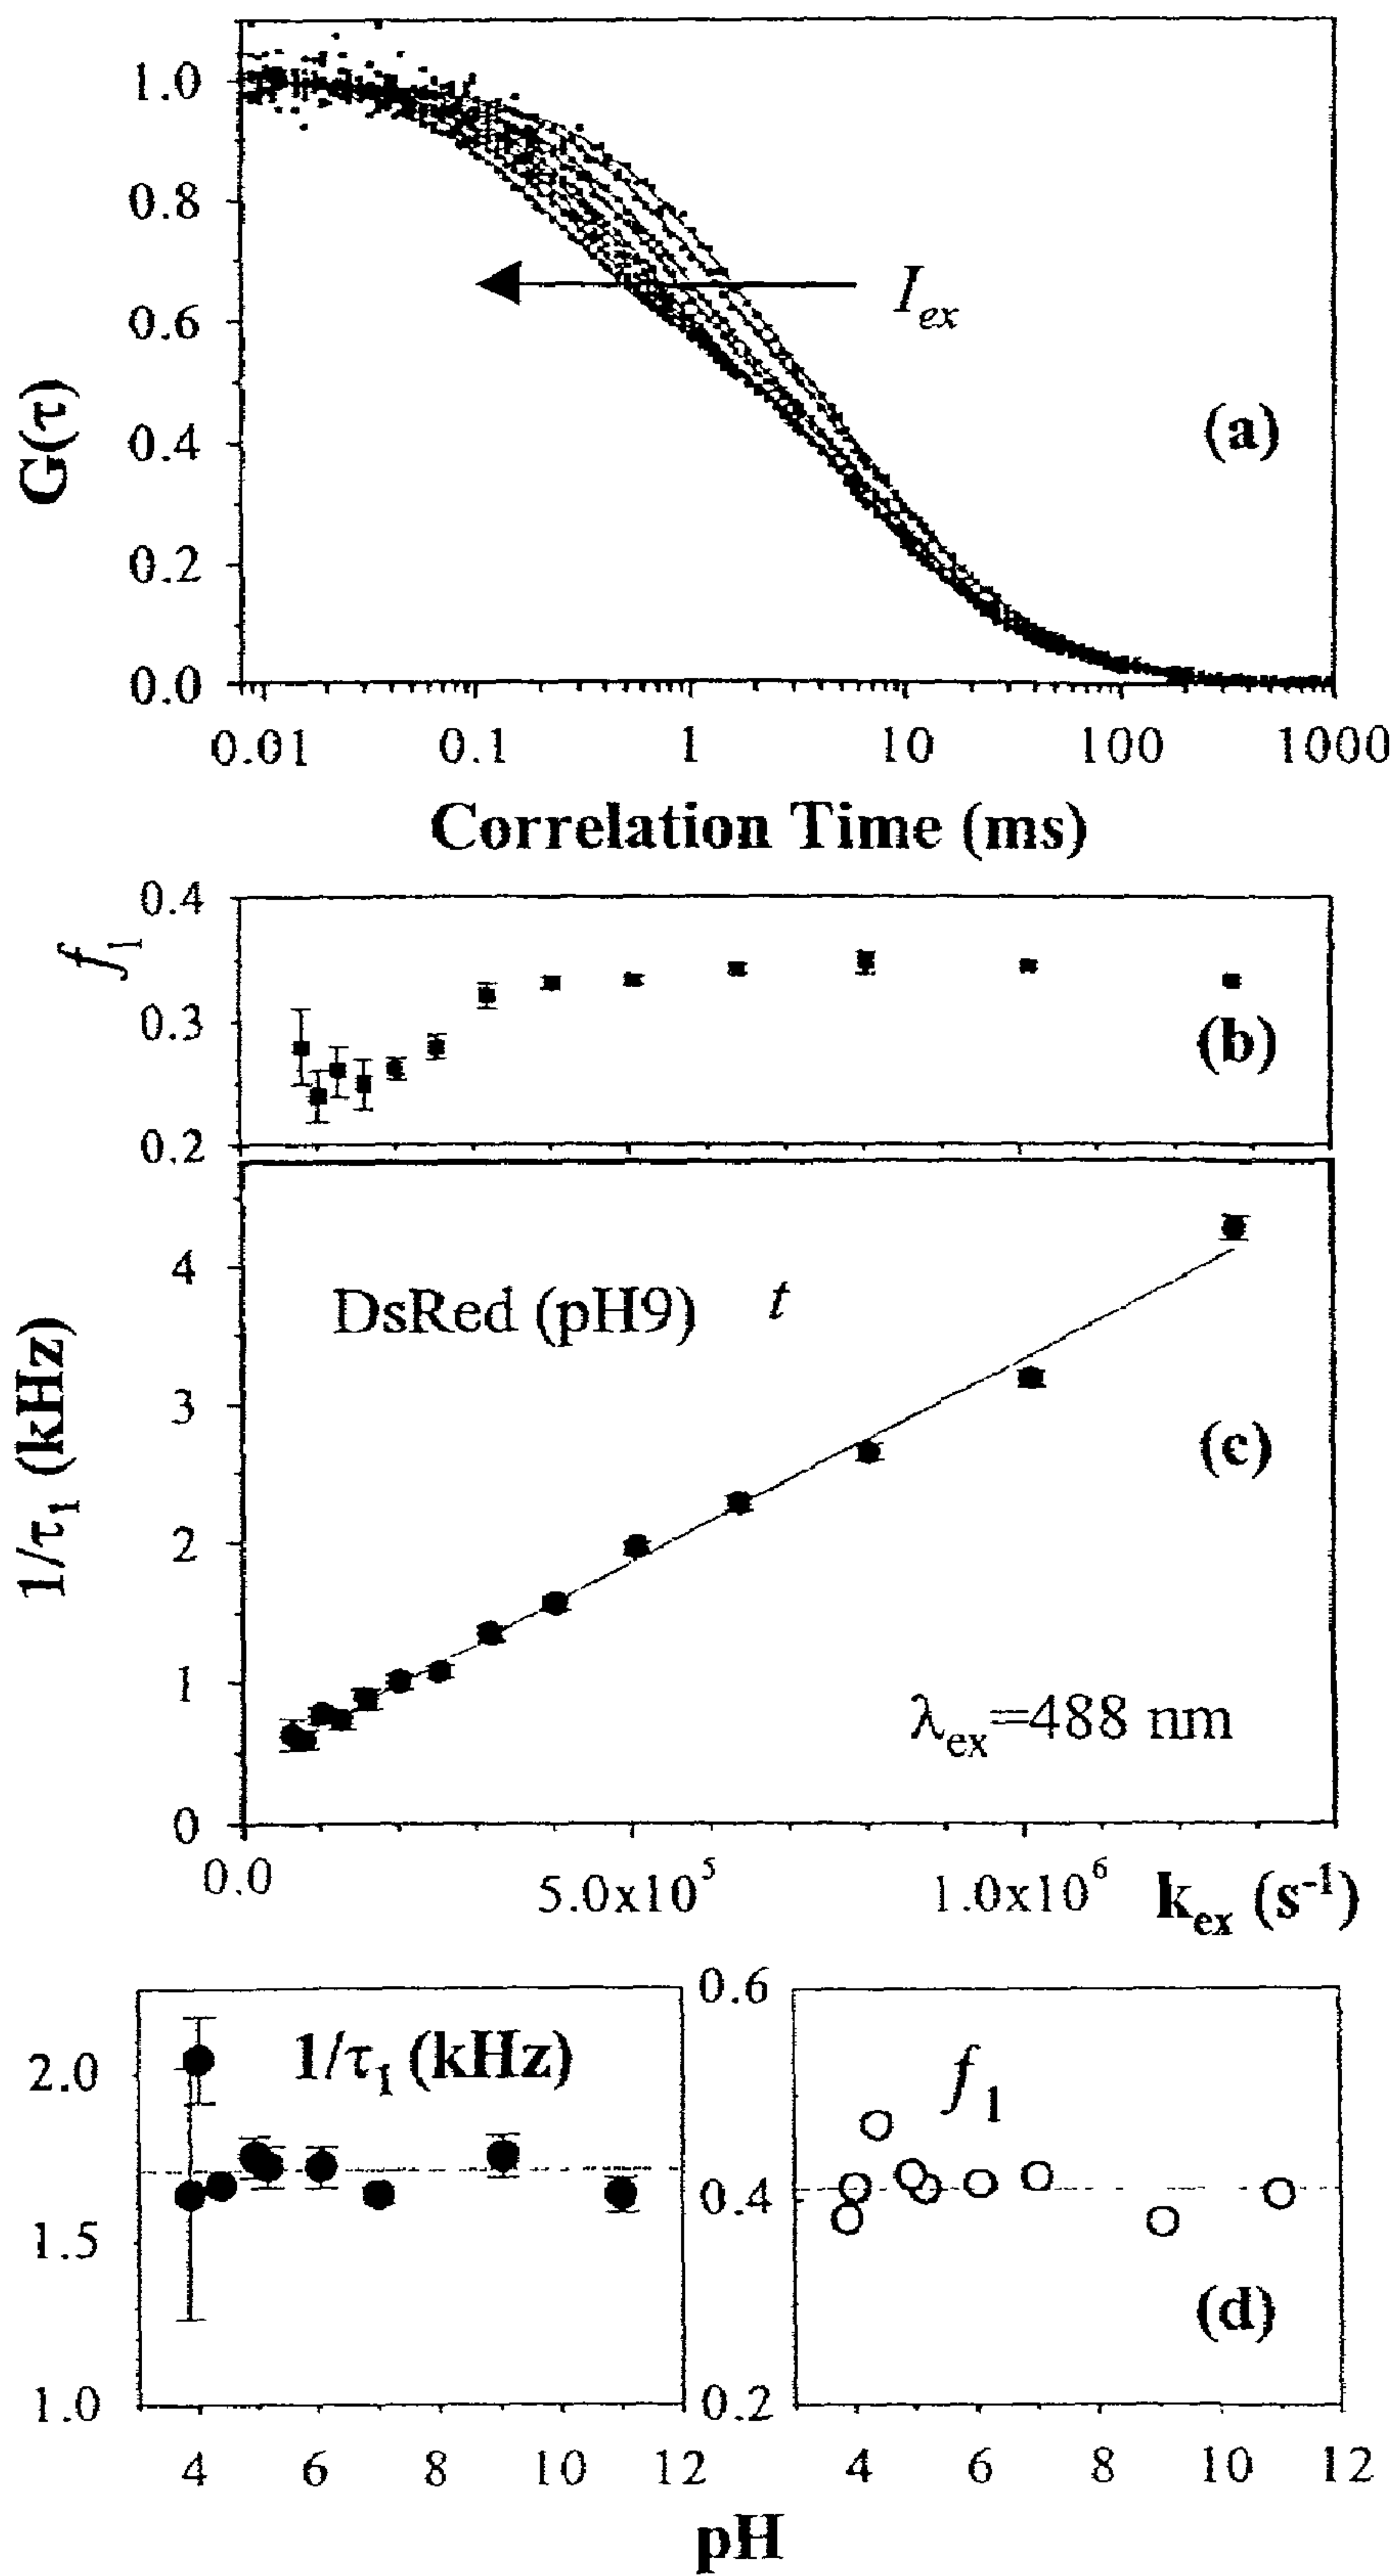 1.0
0.8
0.6
0.4
0.2
0.0
G(τ)
I_ex
(a)
0.01 0.1 1 10 100 1000
Correlation Time (ms)
0.4
0.3
0.2
f_1
(b)
4
3
2
1
0
1/τ_1 (kHz)
DsRed (pH9) t
(c)
λ_ex=488 nm
0.0 5.0x10^5 1.0x10^6 k_ex (s^-1)
2.0
1.5
1.0
1/τ_1 (kHz)
0.6
0.4
0.2
f_1
(d)
4 6 8 10 12 4 6 8 10 12
pH